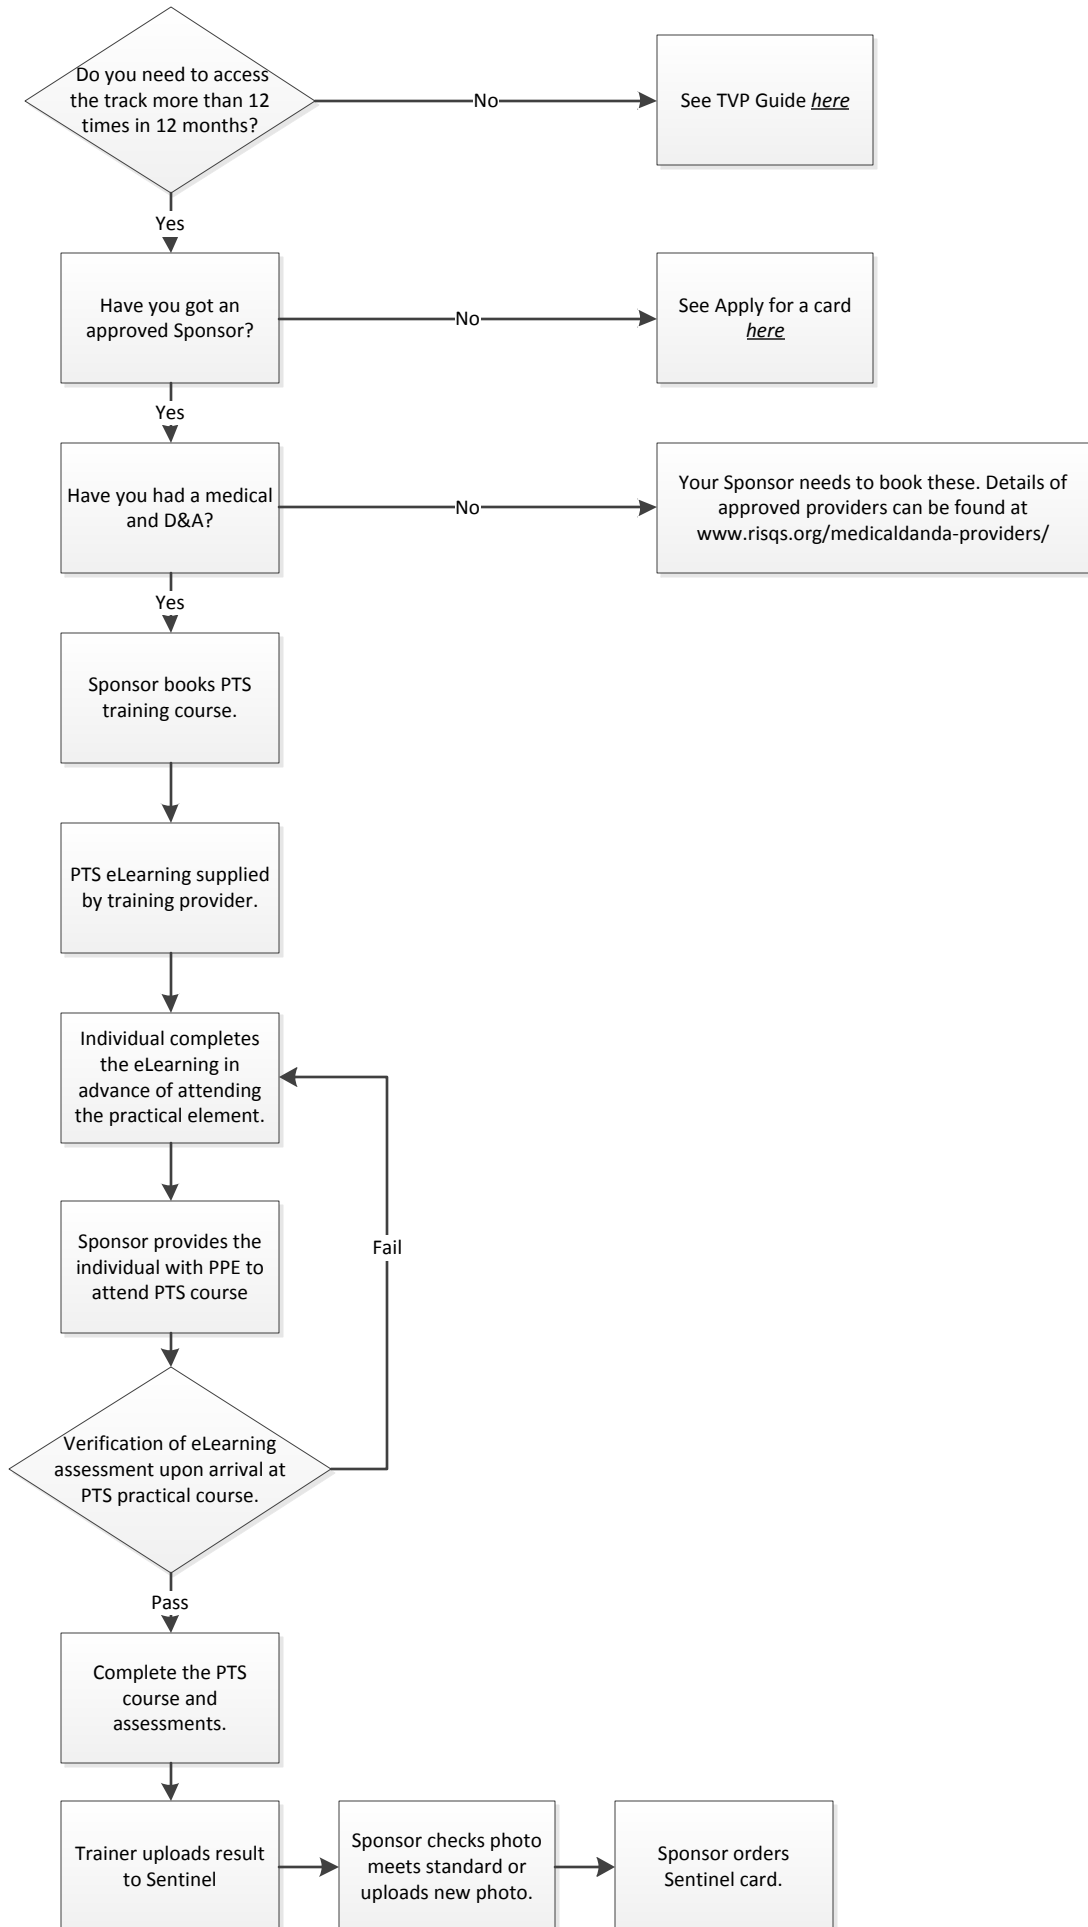 Do you need to access
the track more than 12
times in 12 months?
No
See TVP Guide here
Yes
Have you got an
approved Sponsor?
No
See Apply for a card
here
Yes
Have you had a medical
and D&A?
No
Your Sponsor needs to book these. Details of
approved providers can be found at
www.risqs.org/medicaldanda-providers/
Yes
Sponsor books PTS
training course.
PTS eLearning supplied
by training provider.
Individual completes
the eLearning in
advance of attending
the practical element.
Sponsor provides the
individual with PPE to
attend PTS course
Fail
Verification of eLearning
assessment upon arrival at
PTS practical course.
Pass
Complete the PTS
course and
assessments.
Trainer uploads result
to Sentinel
Sponsor checks photo
meets standard or
uploads new photo.
Sponsor orders
Sentinel card.